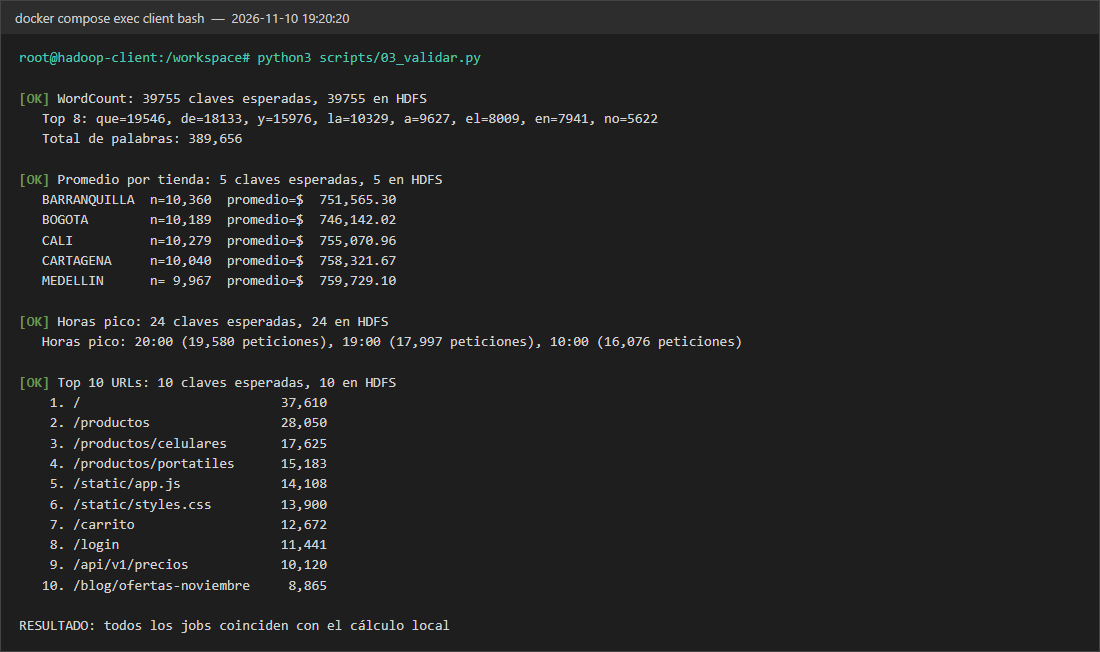 docker compose exec client bash — 2026-11-10 19:20:20
root@hadoop-client:/workspace# python3 scripts/03_validar.py
[OK] WordCount: 39755 claves esperadas, 39755 en HDFS
Top 8: que=19546, de=18133, y=15976, la=10329, a=9627, el=8009, en=7941, no=5622
Total de palabras: 389,656
[OK] Promedio por tienda: 5 claves esperadas, 5 en HDFS
BARRANQUILLA n=10,360 promedio=$ 751,565.30
BOGOTA n=10,189 promedio=$ 746,142.02
CALI n=10,279 promedio=$ 755,070.96
CARTAGENA n=10,040 promedio=$ 758,321.67
MEDELLIN n= 9,967 promedio=$ 759,729.10
[OK] Horas pico: 24 claves esperadas, 24 en HDFS
Horas pico: 20:00 (19,580 peticiones), 19:00 (17,997 peticiones), 10:00 (16,076 peticiones)
[OK] Top 10 URLs: 10 claves esperadas, 10 en HDFS
1. / 37,610
2. /productos 28,050
3. /productos/celulares 17,625
4. /productos/portatiles 15,183
5. /static/app.js 14,108
6. /static/styles.css 13,900
7. /carrito 12,672
8. /login 11,441
9. /api/v1/precios 10,120
10. /blog/ofertas-noviembre 8,865
RESULTADO: todos los jobs coinciden con el cálculo local